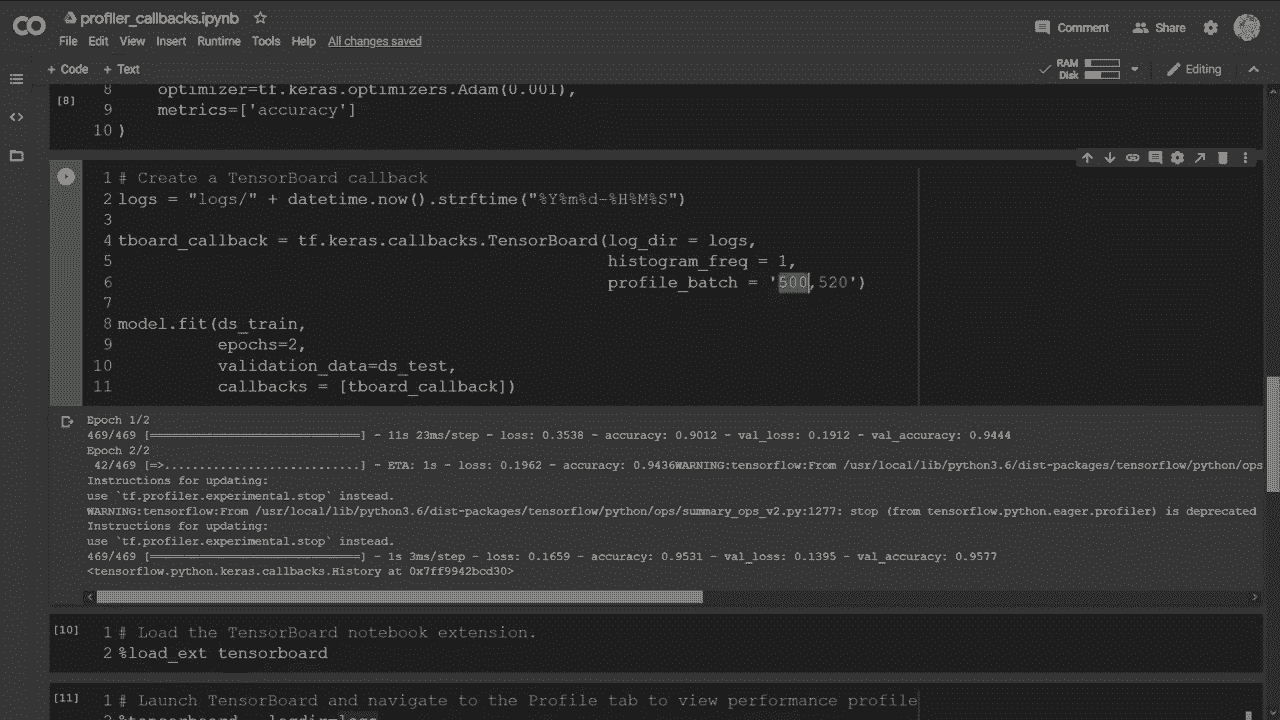 profiler_callbacks.ipynb
Comment
Share
File Edit View Insert Runtime Tools Help All changes saved
+ Code + Text
RAM
Disk
Editing
[8]
8 optimizer=tf.keras.optimizers.Adam(0.001),
9 metrics=['accuracy']
10 )
1 # Create a TensorBoard callback
2 logs = "logs/" + datetime.now().strftime("%Y%m%d-%H%M%S")
3
4 tboard_callback = tf.keras.callbacks.TensorBoard(log_dir = logs,
5 histogram_freq = 1,
6 profile_batch = '500,520')
7
8 model.fit(ds_train,
9 epochs=2,
10 validation_data=ds_test,
11 callbacks = [tboard_callback])
Epoch 1/2
469/469 [==============================] - 11s 23ms/step - loss: 0.3538 - accuracy: 0.9012 - val_loss: 0.1912 - val_accuracy: 0.9444
Epoch 2/2
42/469 [=>............................] - ETA: 1s - loss: 0.1962 - accuracy: 0.9436WARNING:tensorflow:From /usr/local/lib/python3.6/dist-packages/tensorflow/python/ops
Instructions for updating:
use `tf.profiler.experimental.stop` instead.
WARNING:tensorflow:From /usr/local/lib/python3.6/dist-packages/tensorflow/python/ops/summary_ops_v2.py:1277: stop (from tensorflow.python.eager.profiler) is deprecated
Instructions for updating:
use `tf.profiler.experimental.stop` instead.
469/469 [==============================] - 1s 3ms/step - loss: 0.1659 - accuracy: 0.9531 - val_loss: 0.1395 - val_accuracy: 0.9577
<tensorflow.python.keras.callbacks.History at 0x7ff9942bcd30>
[10] 1 # Load the TensorBoard notebook extension.
2 %load_ext tensorboard
[11] 1 # Launch TensorBoard and navigate to the Profile tab to view performance profile
2 %tensorboard --logdir=logs